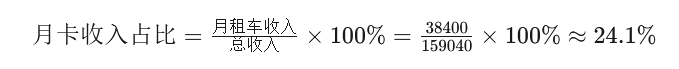 月卡收入占比 = 月租车收入/总收入 × 100% = 38400/159040 × 100% ≈ 24.1%